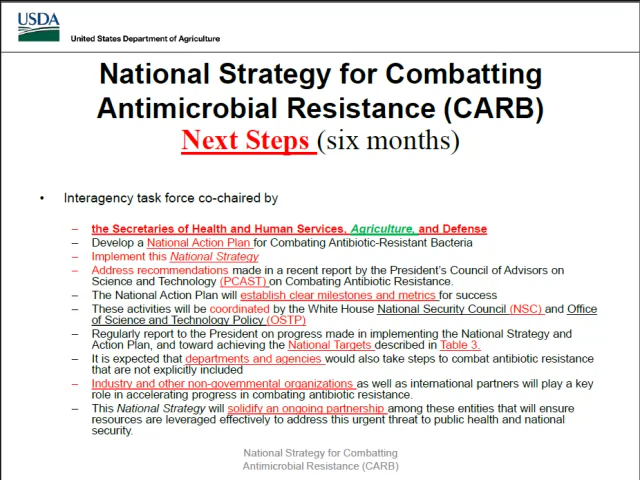 USDA
United States Department of Agriculture
National Strategy for Combatting
Antimicrobial Resistance (CARB)
Next Steps (six months)
• Interagency task force co-chaired by
– the Secretaries of Health and Human Services, Agriculture, and Defense
– Develop a National Action Plan for Combating Antibiotic-Resistant Bacteria
– Implement this National Strategy
– Address recommendations made in a recent report by the President's Council of Advisors on
Science and Technology (PCAST) on Combating Antibiotic Resistance.
– The National Action Plan will establish clear milestones and metrics for success
– These activities will be coordinated by the White House National Security Council (NSC) and Office
of Science and Technology Policy (OSTP)
– Regularly report to the President on progress made in implementing the National Strategy and
Action Plan, and toward achieving the National Targets described in Table 3.
– It is expected that departments and agencies would also take steps to combat antibiotic resistance
that are not explicitly included
– Industry and other non-governmental organizations as well as international partners will play a key
role in accelerating progress in combating antibiotic resistance.
– This National Strategy will solidify an ongoing partnership among these entities that will ensure
resources are leveraged effectively to address this urgent threat to public health and national
security.
National Strategy for Combatting
Antimicrobial Resistance (CARB)